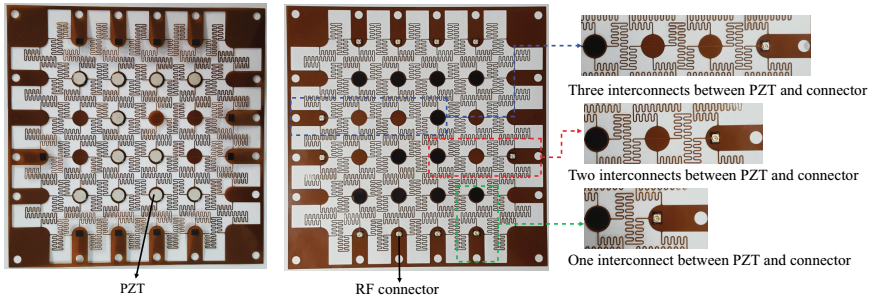 Three interconnects between PZT and connector
Two interconnects between PZT and connector
One interconnect between PZT and connector
PZT
RF connector